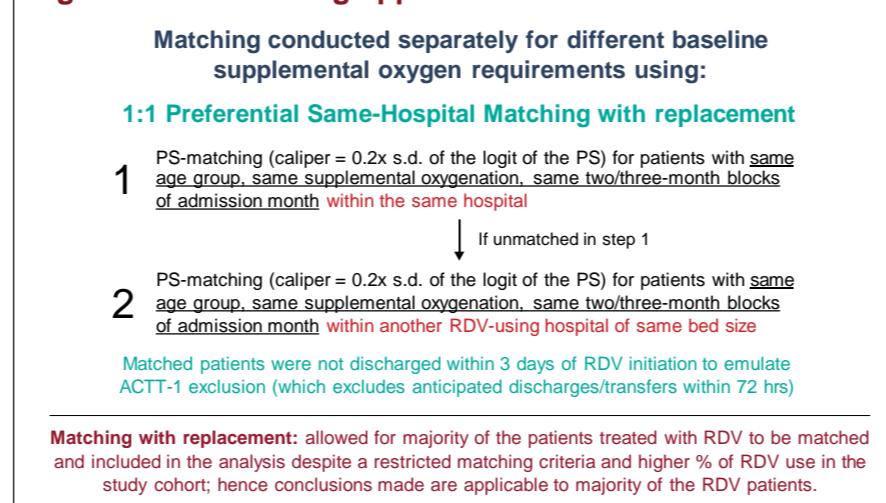 Matching conducted separately for different baseline
supplemental oxygen requirements using:
1:1 Preferential Same-Hospital Matching with replacement
1
PS-matching (caliper = 0.2x s.d. of the logit of the PS) for patients with same
age group, same supplemental oxygenation, same two/three-month blocks
of admission month within the same hospital
If unmatched in step 1
2
PS-matching (caliper = 0.2x s.d. of the logit of the PS) for patients with same
age group, same supplemental oxygenation, same two/three-month blocks
of admission month within another RDV-using hospital of same bed size
Matched patients were not discharged within 3 days of RDV initiation to emulate
ACTT-1 exclusion (which excludes anticipated discharges/transfers within 72 hrs)
Matching with replacement: allowed for majority of the patients treated with RDV to be matched
and included in the analysis despite a restricted matching criteria and higher % of RDV use in the
study cohort; hence conclusions made are applicable to majority of the RDV patients.